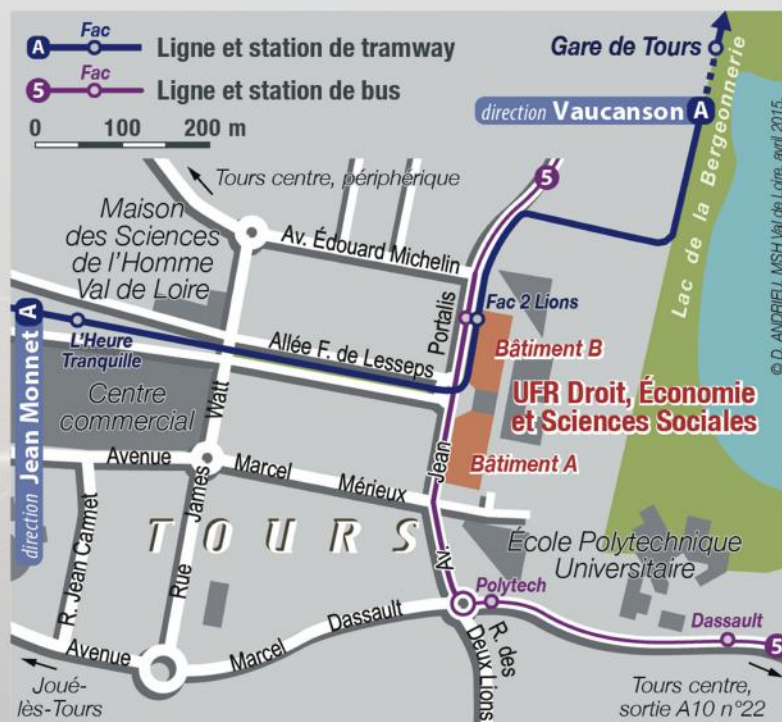 A Fac Ligne et station de tramway
5 Fac Ligne et station de bus
0 100 200 m
Gare de Tours
direction Vaucanson A
Lac de la Bergeonnerie
© D. ANDRIEU, MSH Val de Loire, avril 2015.
5
Tours centre, périphérique
Maison
des Sciences
de l'Homme
Val de Loire
Av. Édouard Michelin
A
direction Jean Monnet
L'Heure
Tranquille
Allée F. de Lesseps
Portalis
Fac 2 Lions
Bâtiment B
UFR Droit, Économie
et Sciences Sociales
Bâtiment A
Centre
commercial
Watt
Jean
Avenue Marcel Mérieux
James
Av.
R. Jean Carmet
Rue
TOURS
École Polytechnique
Universitaire
Polytech
Dassault
5
Avenue Marcel Dassault
R. des
Deux Lions
Joué-
lès-Tours
Tours centre,
sortie A10 n°22